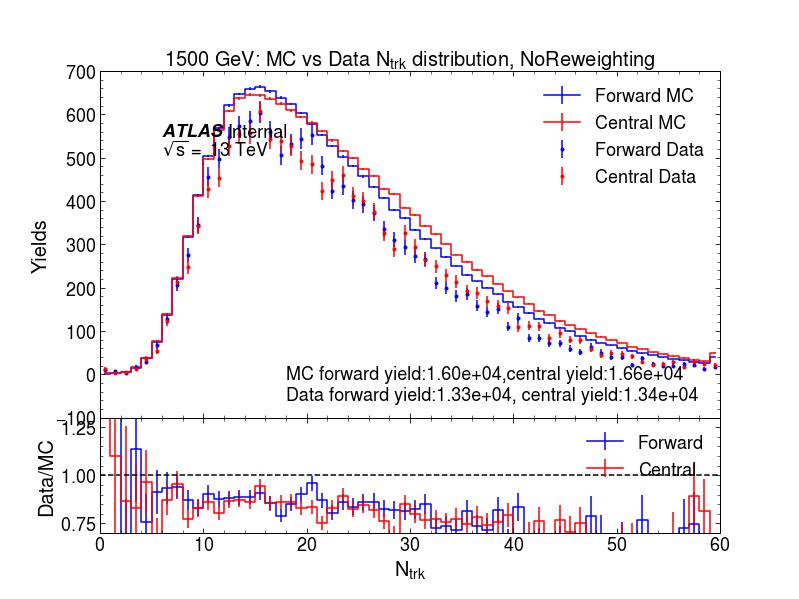 1500 GeV: MC vs Data N_trk distribution, NoReweighting
700
600
500
400
300
200
100
0
−100
Yields
ATLAS Internal
√s = 13 TeV
Forward MC
Central MC
Forward Data
Central Data
MC forward yield:1.60e+04,central yield:1.66e+04
Data forward yield:1.33e+04, central yield:1.34e+04
1.25
1.00
0.75
Data/MC
Forward
Central
0 10 20 30 40 50 60
N_trk